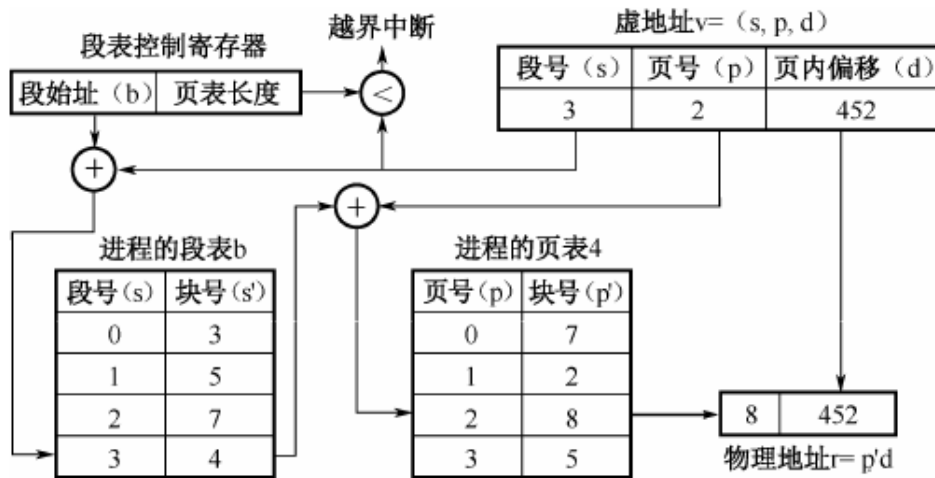 越界中断
虚地址v=（s, p, d）
段表控制寄存器
段始址（b） 页表长度
<
段号（s） 页号（p） 页内偏移（d）
3 2 452
+
+
进程的段表b
段号（s） 块号（s'）
0 3
1 5
2 7
3 4
进程的页表4
页号（p） 块号（p'）
0 7
1 2
2 8
3 5
8 452
物理地址r= p'd